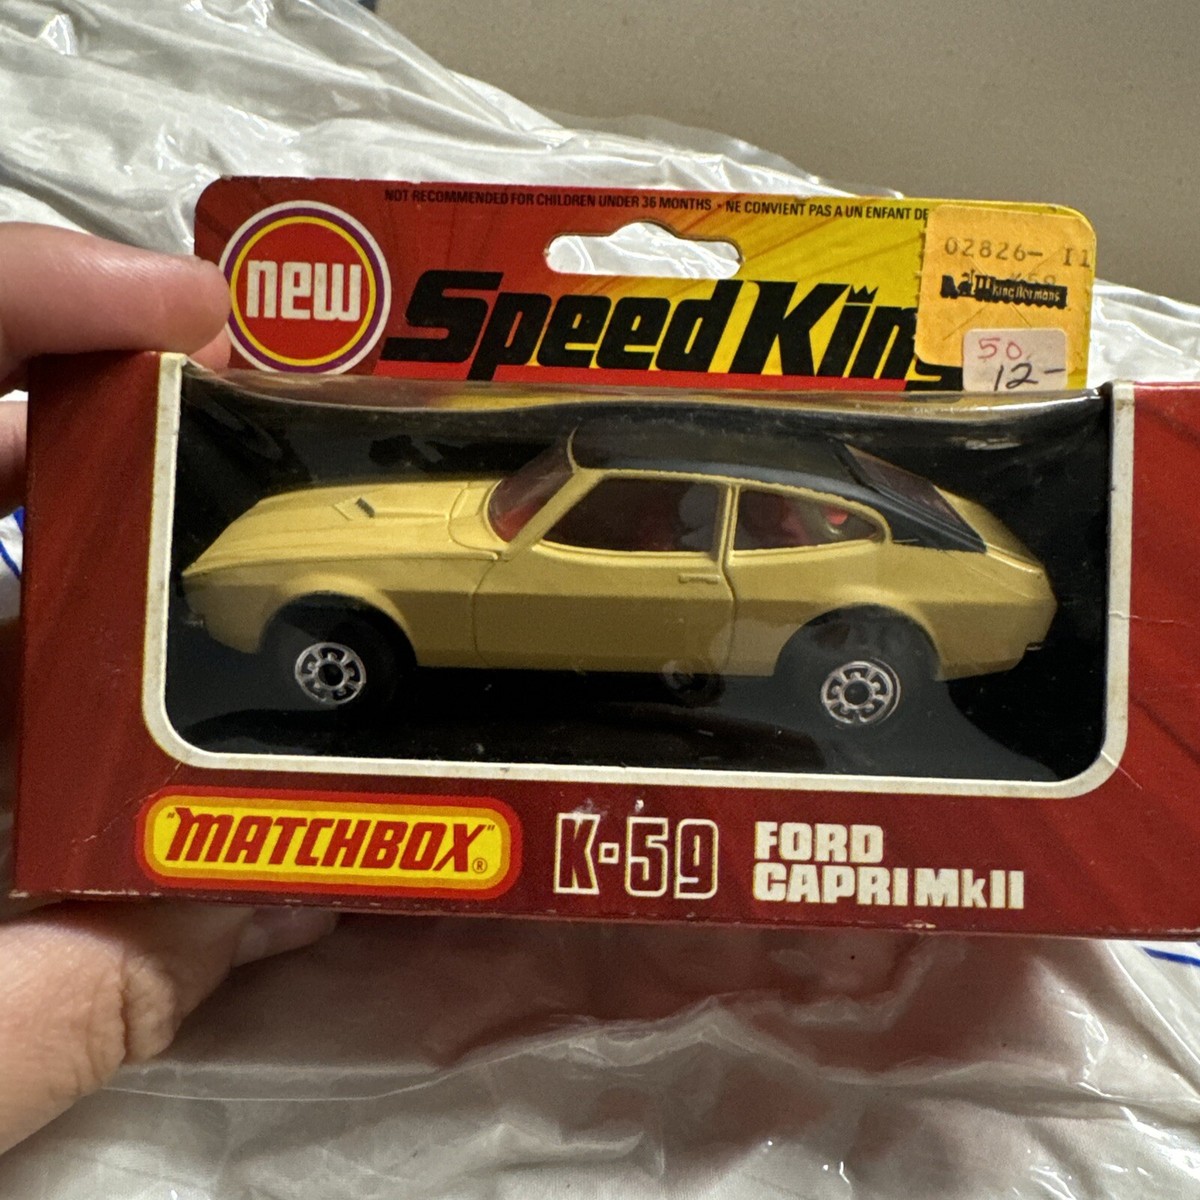 NOT RECOMMENDED FOR CHILDREN UNDER 36 MONTHS • NE CONVIENT PAS A UN ENFANT DE
new
Speed Kings
02826- I1
50.
12-
"MATCHBOX"®
K-59
FORD
CAPRI MkII